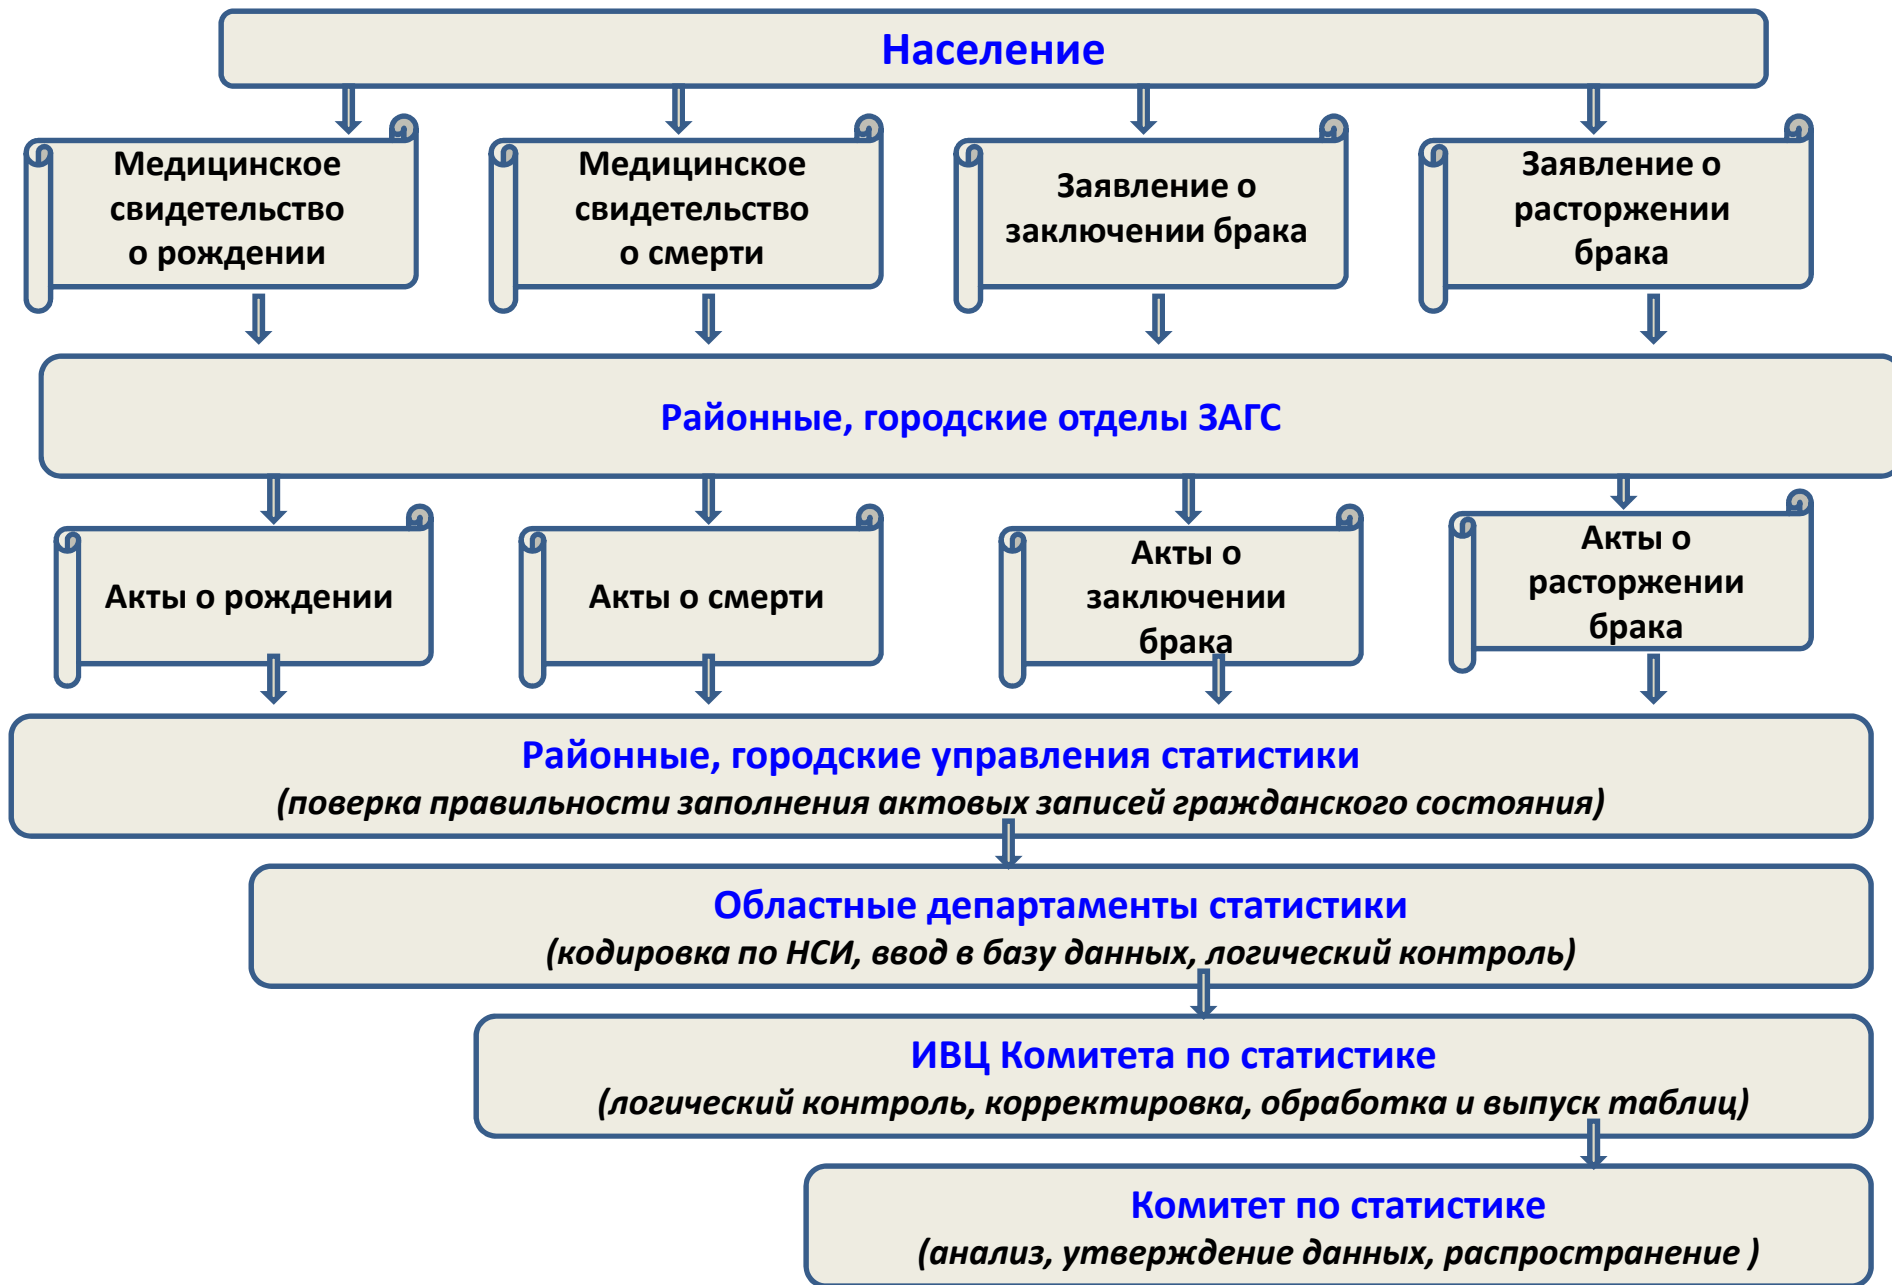 Население
Медицинское
свидетельство
о рождении
Медицинское
свидетельство
о смерти
Заявление о
заключении брака
Заявление о
расторжении
брака
Районные, городские отделы ЗАГС
Акты о рождении
Акты о смерти
Акты о
заключении
брака
Акты о
расторжении
брака
Районные, городские управления статистики
(поверка правильности заполнения актовых записей гражданского состояния)
Областные департаменты статистики
(кодировка по НСИ, ввод в базу данных, логический контроль)
ИВЦ Комитета по статистике
(логический контроль, корректировка, обработка и выпуск таблиц)
Комитет по статистике
(анализ, утверждение данных, распространение )